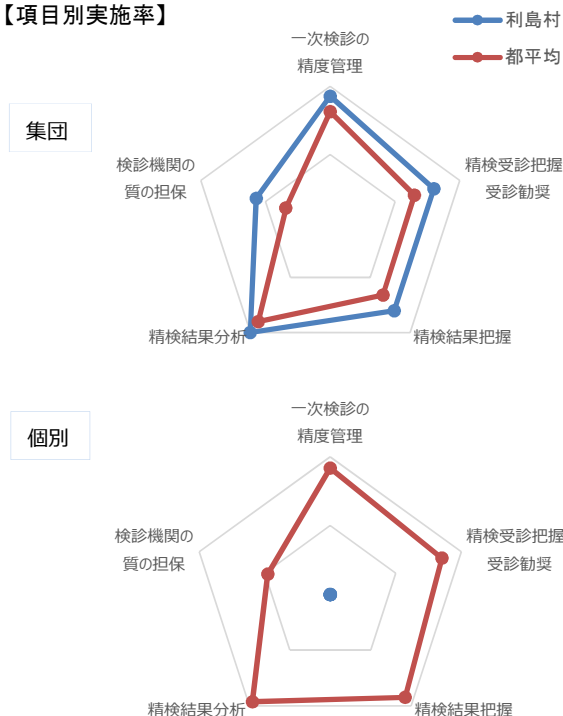 【項目別実施率】
利島村
都平均
集団
一次検診の
精度管理
精検受診把握
受診勧奨
精検結果把握
精検結果分析
検診機関の
質の担保
個別
一次検診の
精度管理
精検受診把握
受診勧奨
精検結果把握
精検結果分析
検診機関の
質の担保